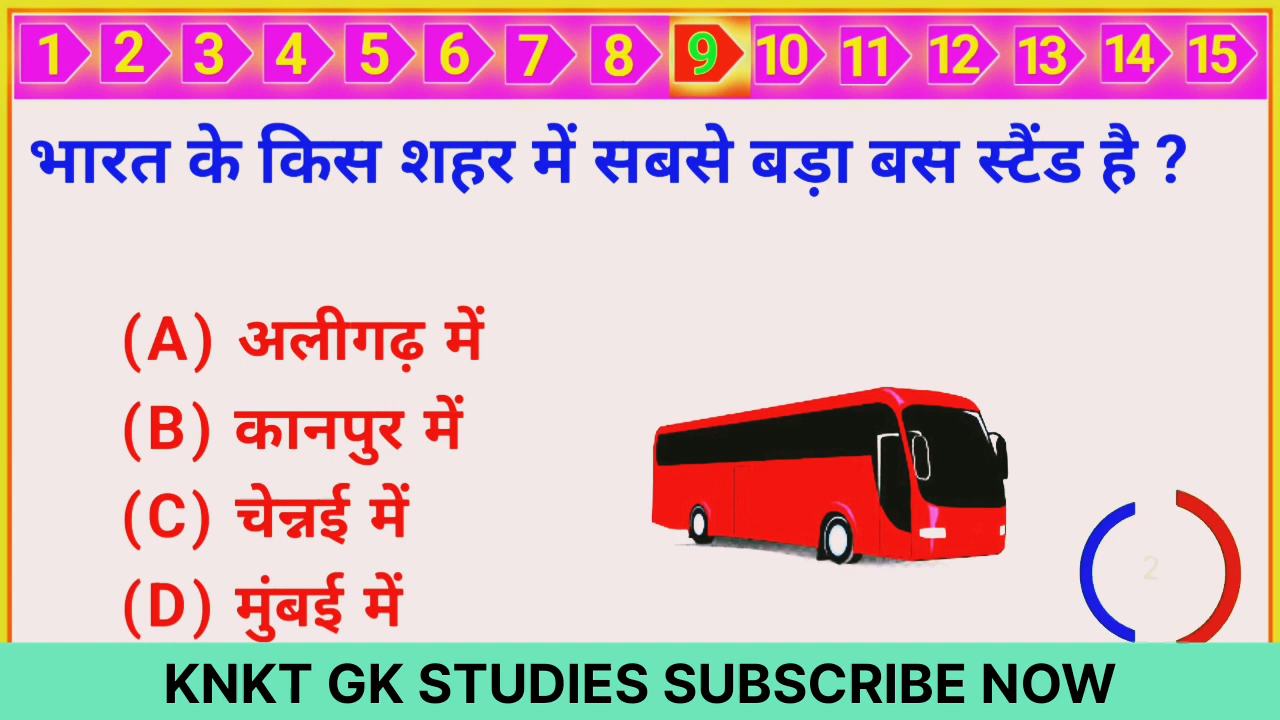 1 2 3 4 5 6 7 8 9 10 11 12 13 14 15
भारत के किस शहर में सबसे बड़ा बस स्टैंड है ?
(A) अलीगढ़ में
(B) कानपुर में
(C) चेन्नई में
(D) मुंबई में
2
KNKT GK STUDIES SUBSCRIBE NOW